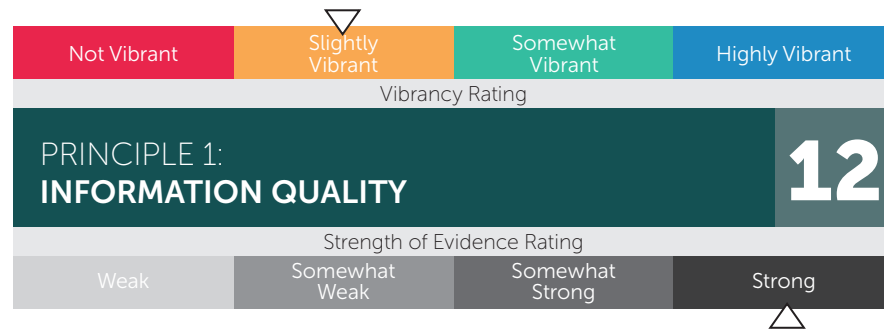 Not Vibrant
Slightly
Vibrant
Somewhat
Vibrant
Highly Vibrant
Vibrancy Rating
PRINCIPLE 1:
INFORMATION QUALITY
12
Strength of Evidence Rating
Weak
Somewhat
Weak
Somewhat
Strong
Strong